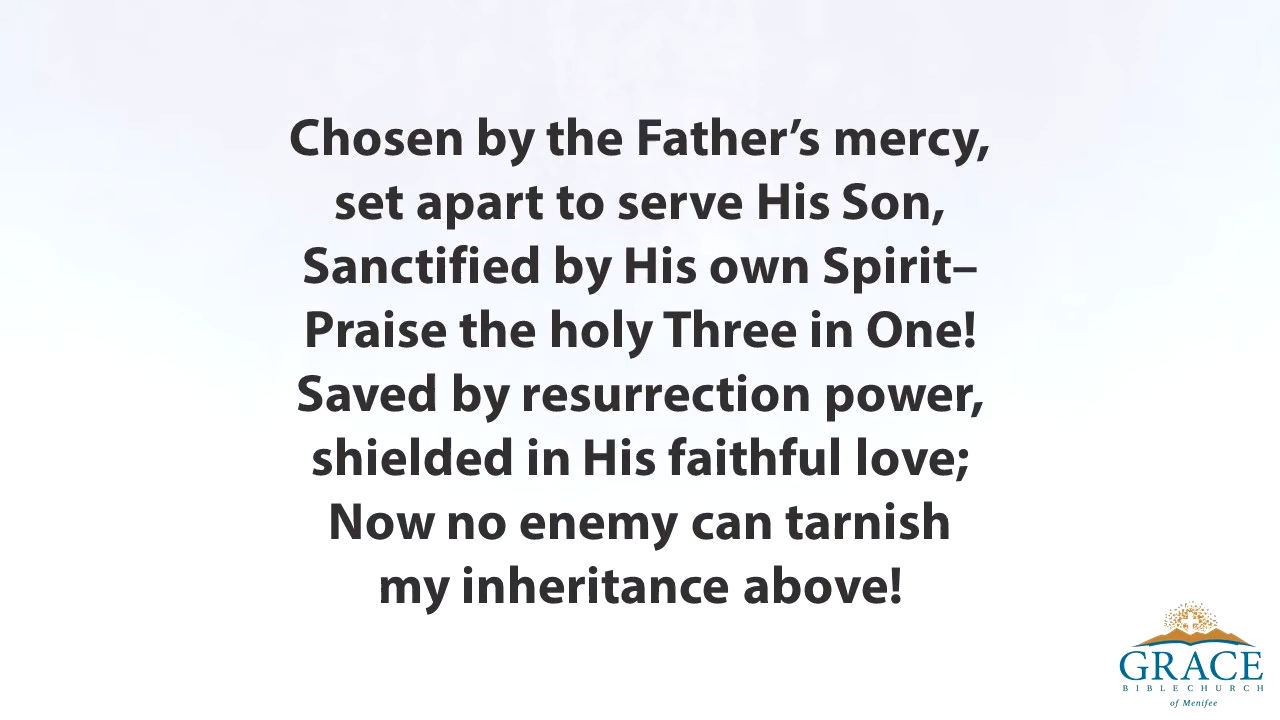 Chosen by the Father’s mercy,
set apart to serve His Son,
Sanctified by His own Spirit–
Praise the holy Three in One!
Saved by resurrection power,
shielded in His faithful love;
Now no enemy can tarnish
my inheritance above!
GRACE
BIBLE CHURCH
of Menifee